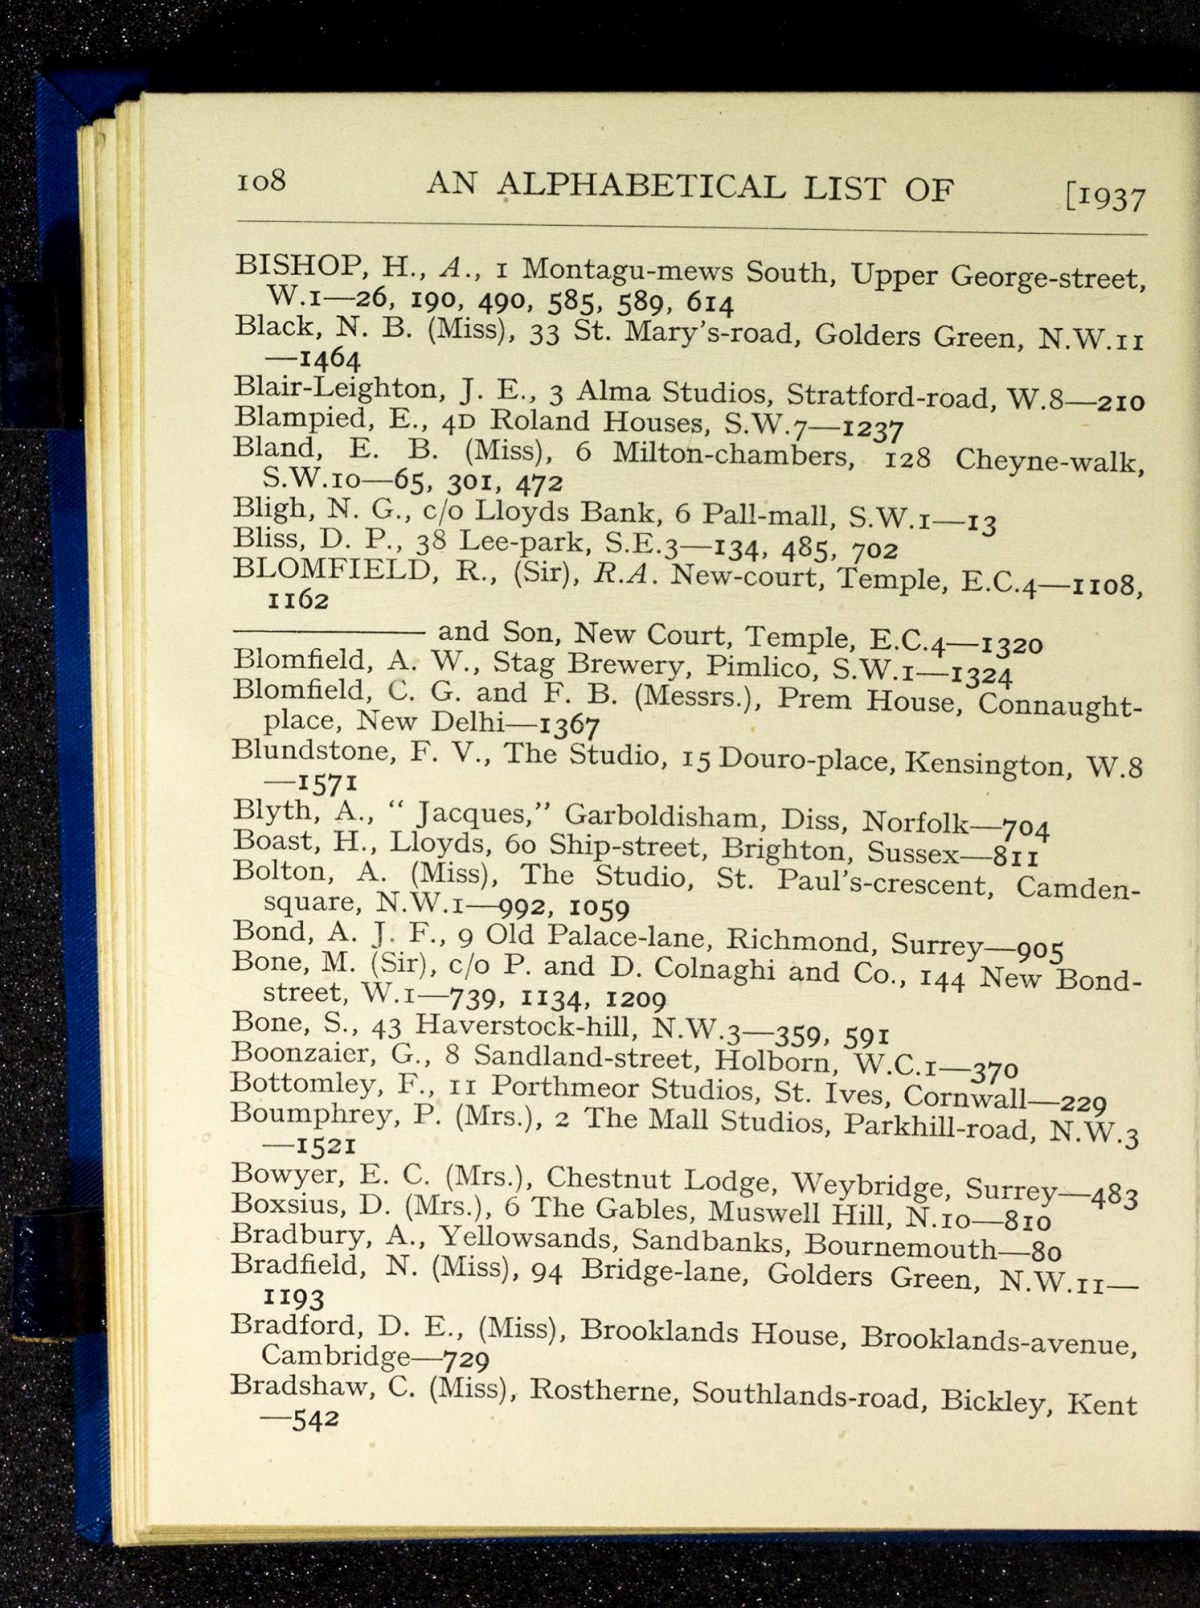 108 AN ALPHABETICAL LIST OF [1937
BISHOP, H., A., 1 Montagu-mews South, Upper George-street,
W.1—26, 190, 490, 585, 589, 614
Black, N. B. (Miss), 33 St. Mary's-road, Golders Green, N.W.11
—1464
Blair-Leighton, J. E., 3 Alma Studios, Stratford-road, W.8—210
Blampied, E., 4D Roland Houses, S.W.7—1237
Bland, E. B. (Miss), 6 Milton-chambers, 128 Cheyne-walk,
S.W.10—65, 301, 472
Bligh, N. G., c/o Lloyds Bank, 6 Pall-mall, S.W.1—13
Bliss, D. P., 38 Lee-park, S.E.3—134, 485, 702
BLOMFIELD, R., (Sir), R.A. New-court, Temple, E.C.4—1108,
1162
——— and Son, New Court, Temple, E.C.4—1320
Blomfield, A. W., Stag Brewery, Pimlico, S.W.1—1324
Blomfield, C. G. and F. B. (Messrs.), Prem House, Connaught-
place, New Delhi—1367
Blundstone, F. V., The Studio, 15 Douro-place, Kensington, W.8
—1571
Blyth, A., “ Jacques,” Garboldisham, Diss, Norfolk—704
Boast, H., Lloyds, 60 Ship-street, Brighton, Sussex—811
Bolton, A. (Miss), The Studio, St. Paul's-crescent, Camden-
square, N.W.1—992, 1059
Bond, A. J. F., 9 Old Palace-lane, Richmond, Surrey—905
Bone, M. (Sir), c/o P. and D. Colnaghi and Co., 144 New Bond-
street, W.1—739, 1134, 1209
Bone, S., 43 Haverstock-hill, N.W.3—359, 591
Boonzaier, G., 8 Sandland-street, Holborn, W.C.1—370
Bottomley, F., 11 Porthmeor Studios, St. Ives, Cornwall—229
Boumphrey, P. (Mrs.), 2 The Mall Studios, Parkhill-road, N.W.3
—1521
Bowyer, E. C. (Mrs.), Chestnut Lodge, Weybridge, Surrey—483
Boxsius, D. (Mrs.), 6 The Gables, Muswell Hill, N.10—810
Bradbury, A., Yellowsands, Sandbanks, Bournemouth—80
Bradfield, N. (Miss), 94 Bridge-lane, Golders Green, N.W.11—
1193
Bradford, D. E., (Miss), Brooklands House, Brooklands-avenue,
Cambridge—729
Bradshaw, C. (Miss), Rostherne, Southlands-road, Bickley, Kent
—542